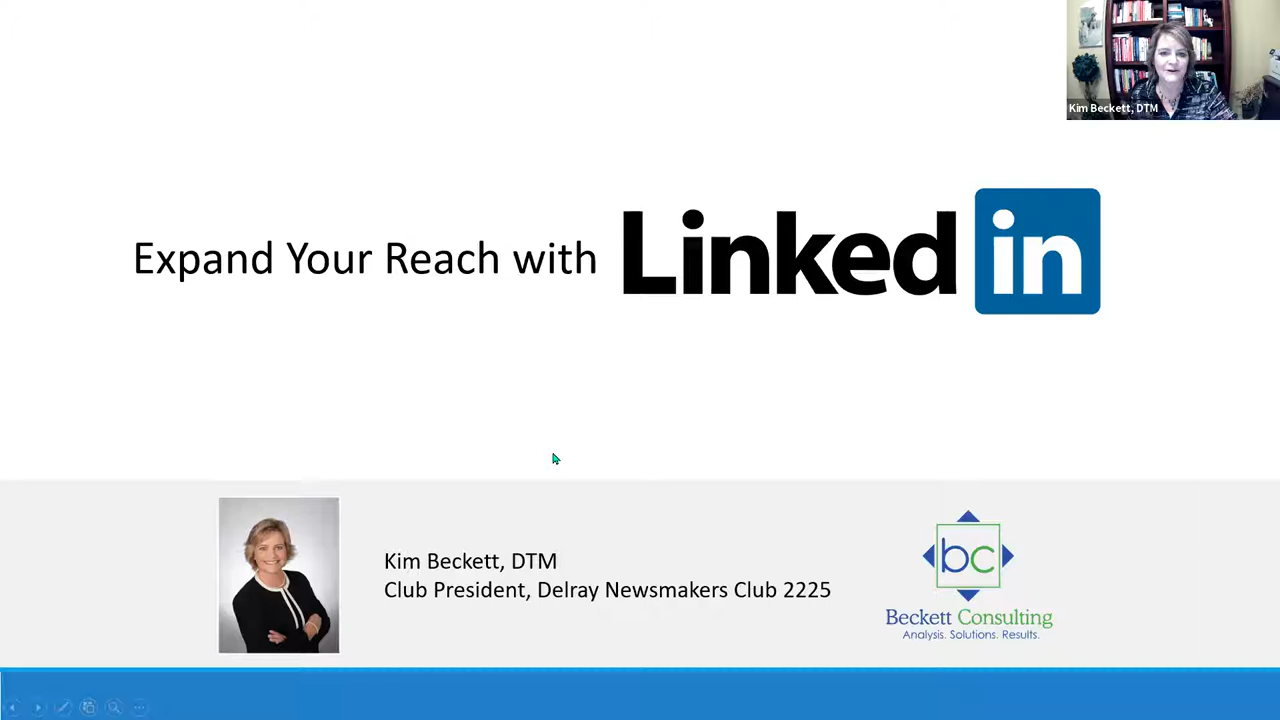 Kim Beckett, DTM
Expand Your Reach with Linked in
Kim Beckett, DTM
Club President, Delray Newsmakers Club 2225
bc
Beckett Consulting
Analysis. Solutions. Results.